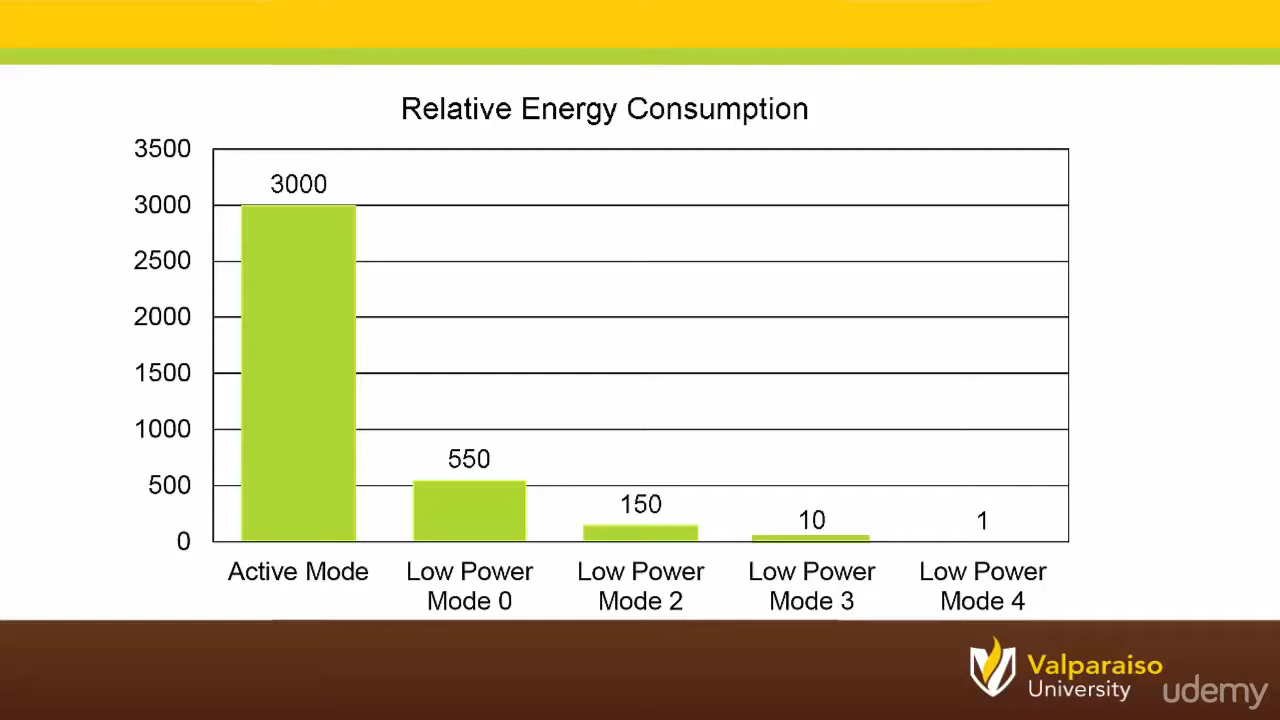 Relative Energy Consumption
3500
3000
2500
2000
1500
1000
500
0
3000
550
150
10
1
Active Mode
Low Power
Mode 0
Low Power
Mode 2
Low Power
Mode 3
Low Power
Mode 4
Valparaiso
University
udemy